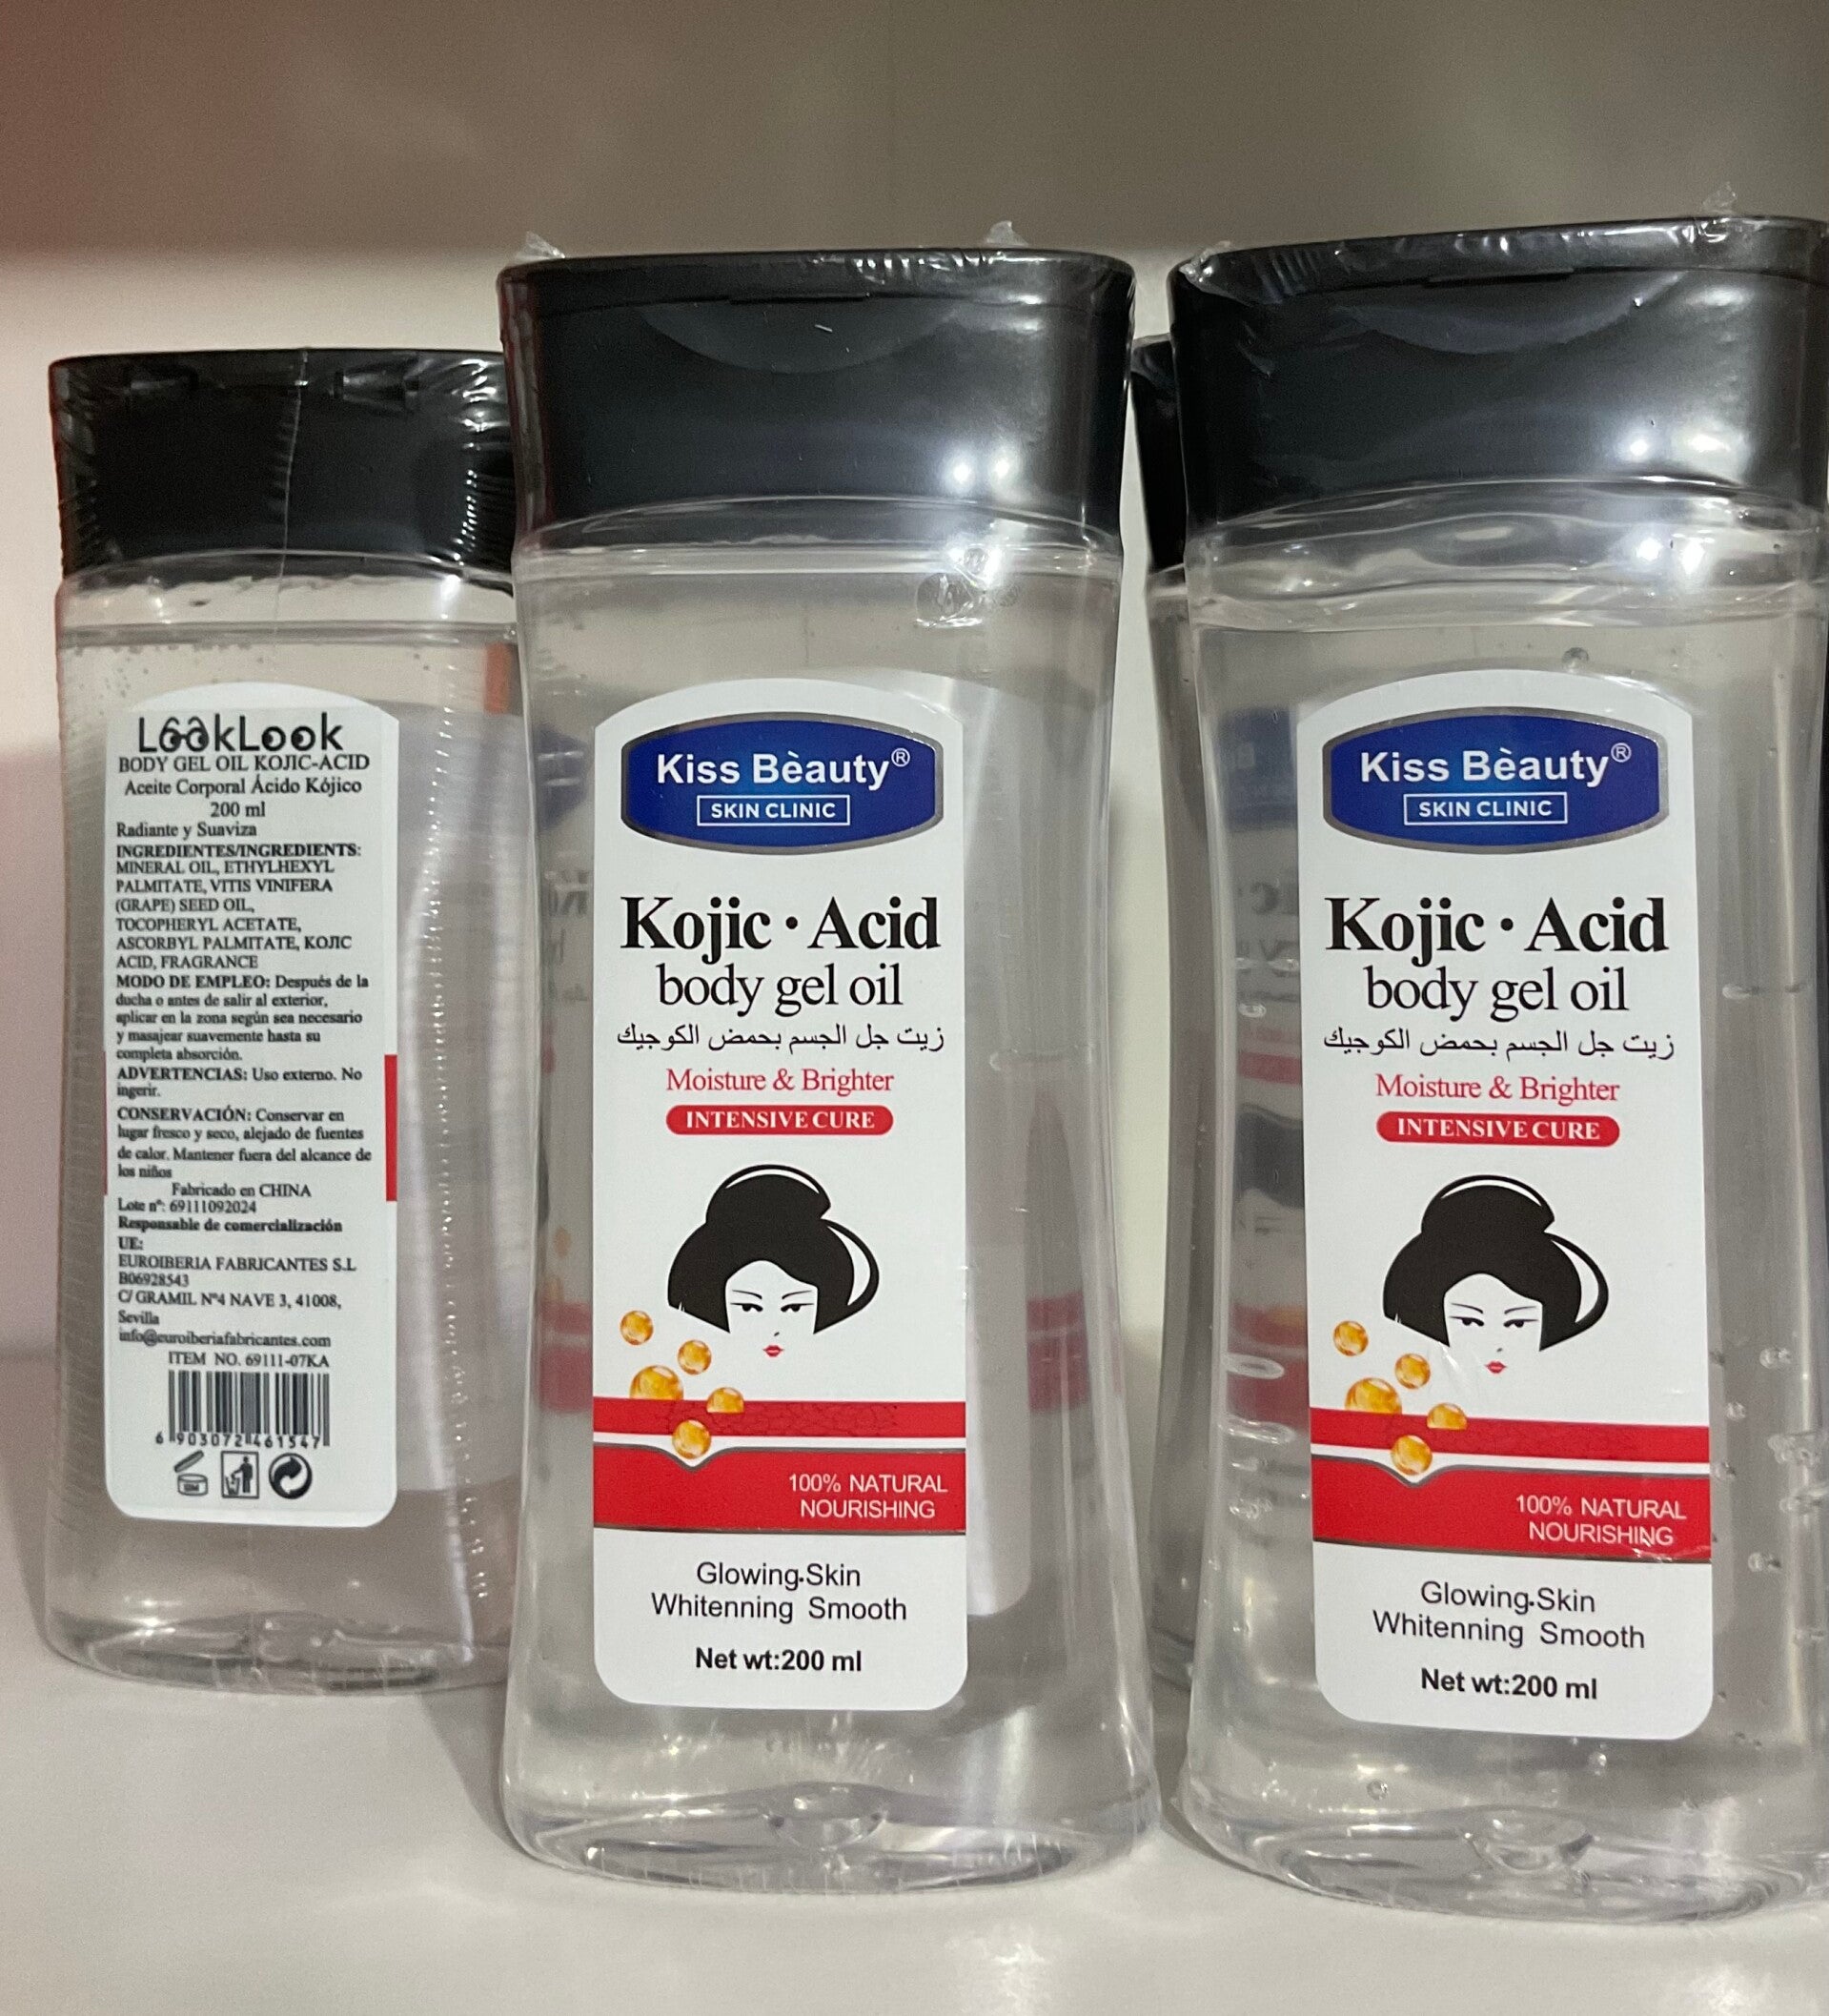 LookLook
BODY GEL OIL KOJIC-ACID
Aceite Corporal Ácido Kójico
200 ml
Radiante y Suaviza
INGREDIENTES/INGREDIENTS:
MINERAL OIL, ETHYLHEXYL
PALMITATE, VITIS VINIFERA
(GRAPE) SEED OIL,
TOCOPHERYL ACETATE,
ASCORBYL PALMITATE, KOJIC
ACID, FRAGRANCE
MODO DE EMPLEO: Después de la
ducha o antes de salir al exterior,
aplicar en la zona según sea necesario
y masajear suavemente hasta su
completa absorción.
ADVERTENCIAS: Uso externo. No
ingerir.
CONSERVACIÓN: Conservar en
lugar fresco y seco, alejado de fuentes
de calor. Mantener fuera del alcance de
los niños
Fabricado en CHINA
Lote nº: 69111092024
Responsable de comercialización
UE:
EUROIBERIA FABRICANTES S.L
B06928543
C/ GRAMIL Nº4 NAVE 3, 41008,
Sevilla
info@euroiberiafabricantes.com
ITEM NO. 69111-07KA
6 903072 461547
Kiss Bèauty®
SKIN CLINIC
Kojic·Acid
body gel oil
زيت جل الجسم بحمض الكوجيك
Moisture & Brighter
INTENSIVE CURE
100% NATURAL
NOURISHING
Glowing·Skin
Whitenning Smooth
Net wt:200 ml
Kiss Bèauty®
SKIN CLINIC
Kojic·Acid
body gel oil
زيت جل الجسم بحمض الكوجيك
Moisture & Brighter
INTENSIVE CURE
100% NATURAL
NOURISHING
Glowing·Skin
Whitenning Smooth
Net wt:200 ml